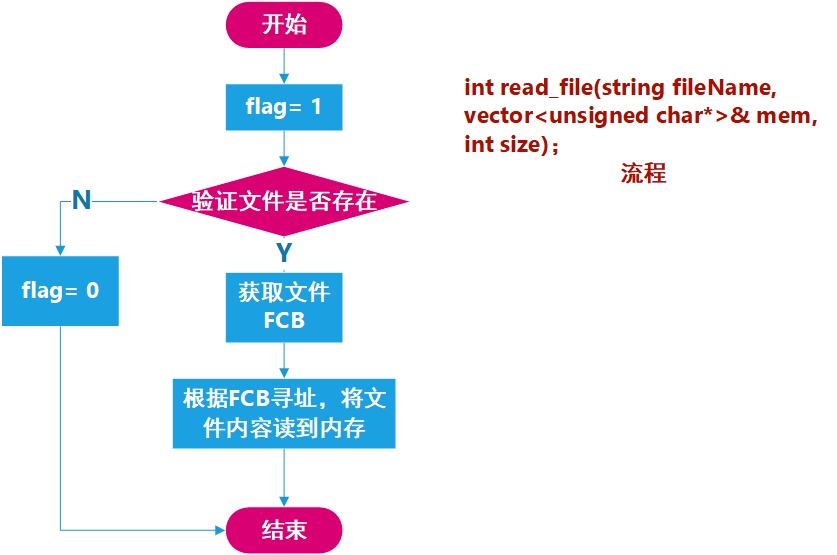 开始
flag= 1
int read_file(string fileName,
vector<unsigned char*>& mem,
int size)；
流程
验证文件是否存在
N
Y
flag= 0
获取文件
FCB
根据FCB寻址，将文
件内容读到内存
结束